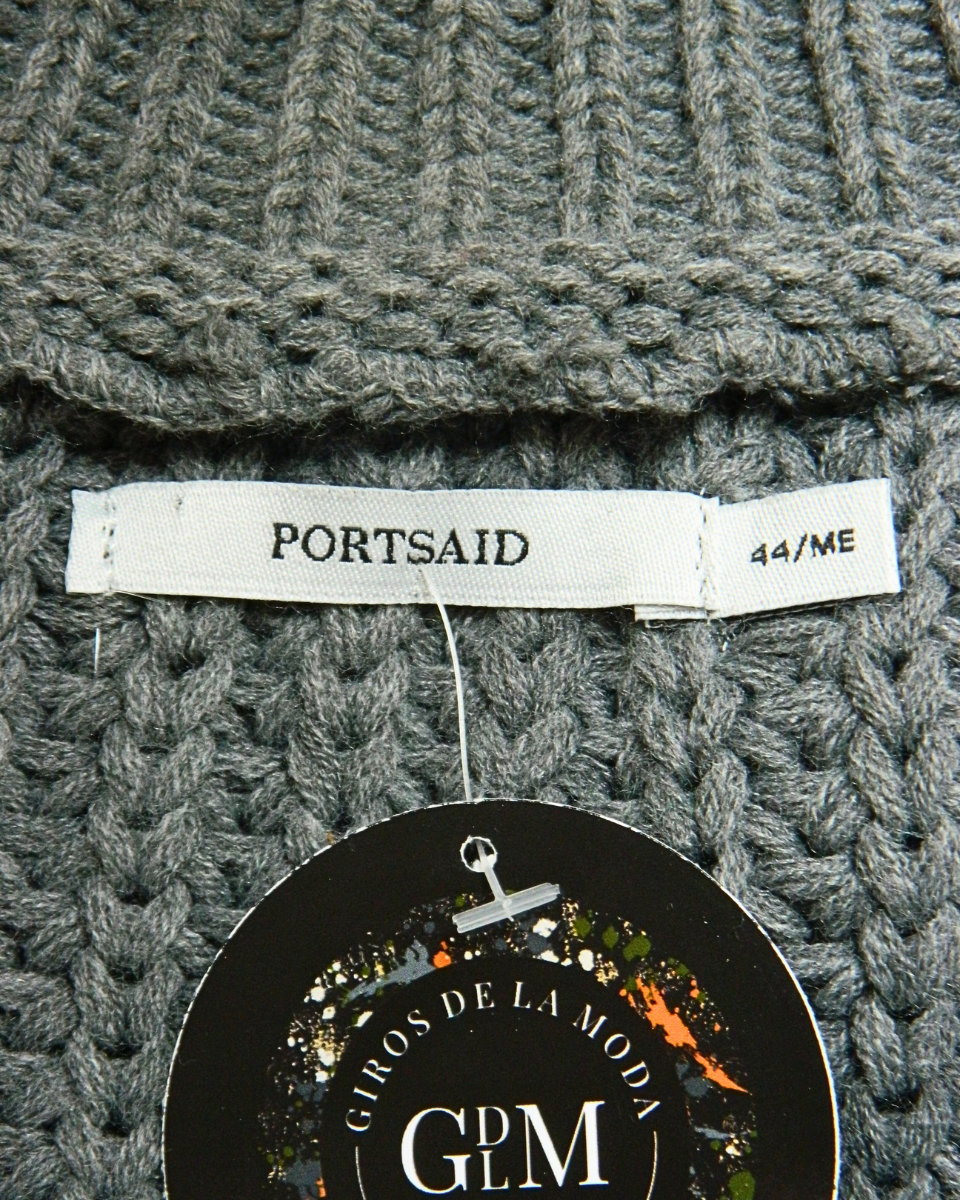 PORTSAID
44/ME
GIROS DE LA MODA
GDLM